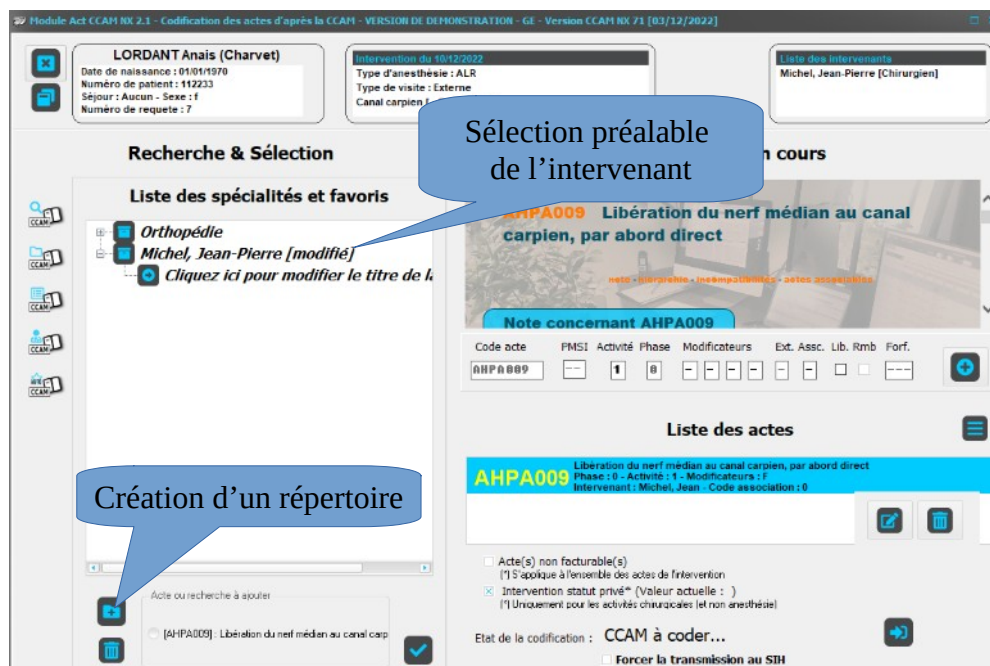 Module Act CCAM NX 2.1 - Codification des actes d'après la CCAM - VERSION DE DEMONSTRATION - GE - Version CCAM NX 71 [03/12/2022]
LORDANT Anais (Charvet)
Date de naissance : 01/01/1970
Numéro de patient : 112233
Séjour : Aucun - Sexe : f
Numéro de requete : 7
Intervention du 10/12/2022
Type d'anesthésie : ALR
Type de visite : Externe
Canal carpien
Liste des intervenants
Michel, Jean-Pierre [Chirurgien]
Sélection préalable
de l'intervenant
Recherche & Sélection
n cours
Liste des spécialités et favoris
CCAM
CCAM
CCAM
CCAM
CCAM
Orthopédie
Michel, Jean-Pierre [modifié]
Cliquez ici pour modifier le titre de la
AHPA009 Libération du nerf médian au canal
carpien, par abord direct
note - hierarchie - incompatibilités - actes associables
Note concernant AHPA009
Code acte PMSI Activité Phase Modificateurs Ext. Assc. Lib. Rmb Forf.
AHPA009 -- 1 0 - - - - - - ---
Liste des actes
AHPA009
Libération du nerf médian au canal carpien, par abord direct
Phase : 0 - Activité : 1 - Modificateurs : F
Intervenant : Michel, Jean - Code association : 0
Création d'un répertoire
Acte(s) non facturable(s)
(*) S'applique à l'ensemble des actes de l'intervention
Intervention statut privé* (Valeur actuelle : )
(*) Uniquement pour les activités chirurgicales (et non anesthésie)
Acte ou recherche à ajouter
[AHPA009] : Libération du nerf médian au canal carp
Etat de la codification : CCAM à coder...
Forcer la transmission au SIH